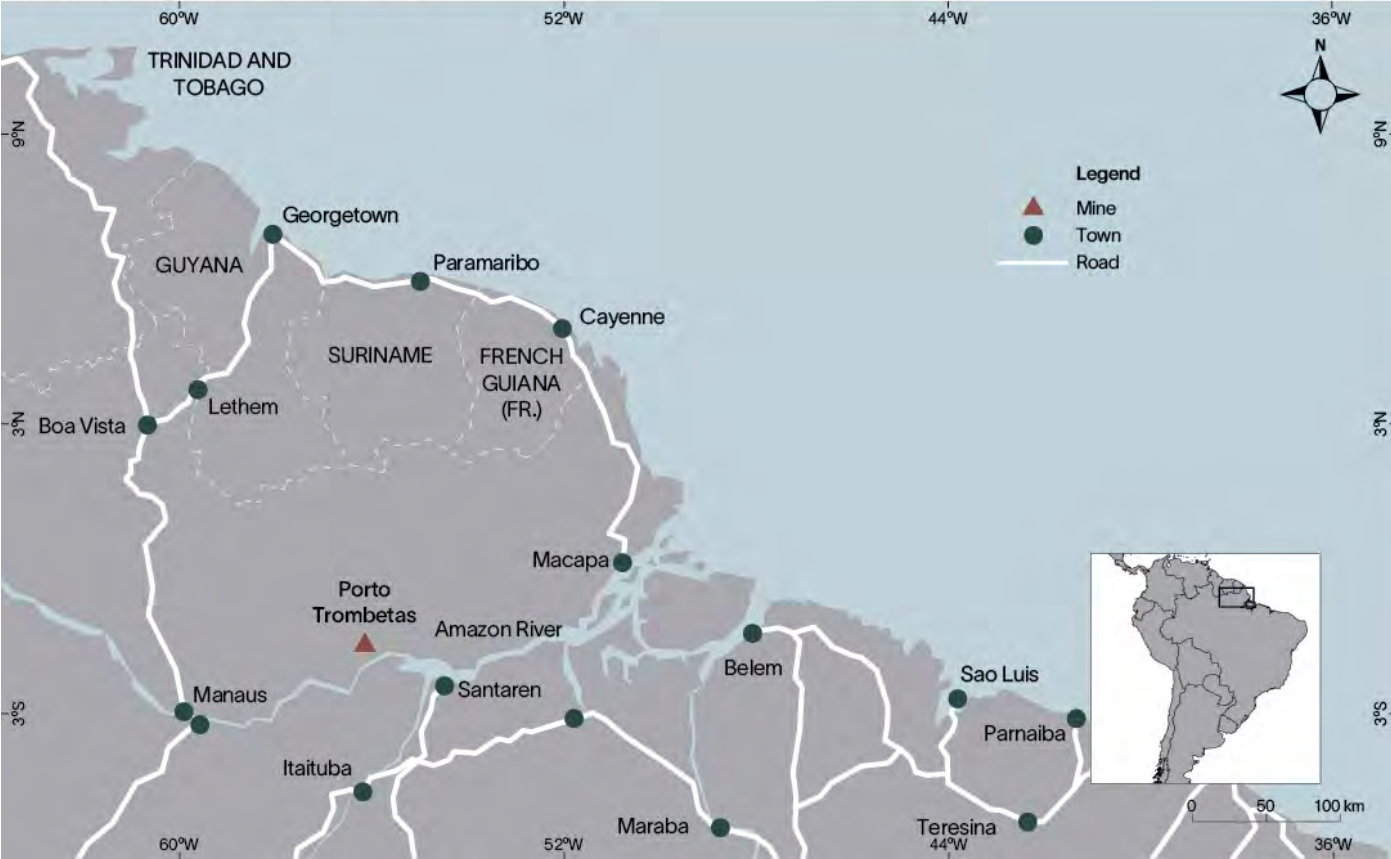 60°W
52°W
44°W
36°W
TRINIDAD AND
TOBAGO
N
9°N
9°N
Legend
Mine
Town
Road
Georgetown
GUYANA
Paramaribo
Cayenne
SURINAME
FRENCH
GUIANA
(FR.)
Lethem
Boa Vista
3°N
3°N
Macapa
Porto
Trombetas
Amazon River
Belem
Manaus
Santaren
Sao Luis
3°S
3°S
Parnaiba
Itaituba
Maraba
Teresina
0
50
100 km
60°W
52°W
44°W
36°W